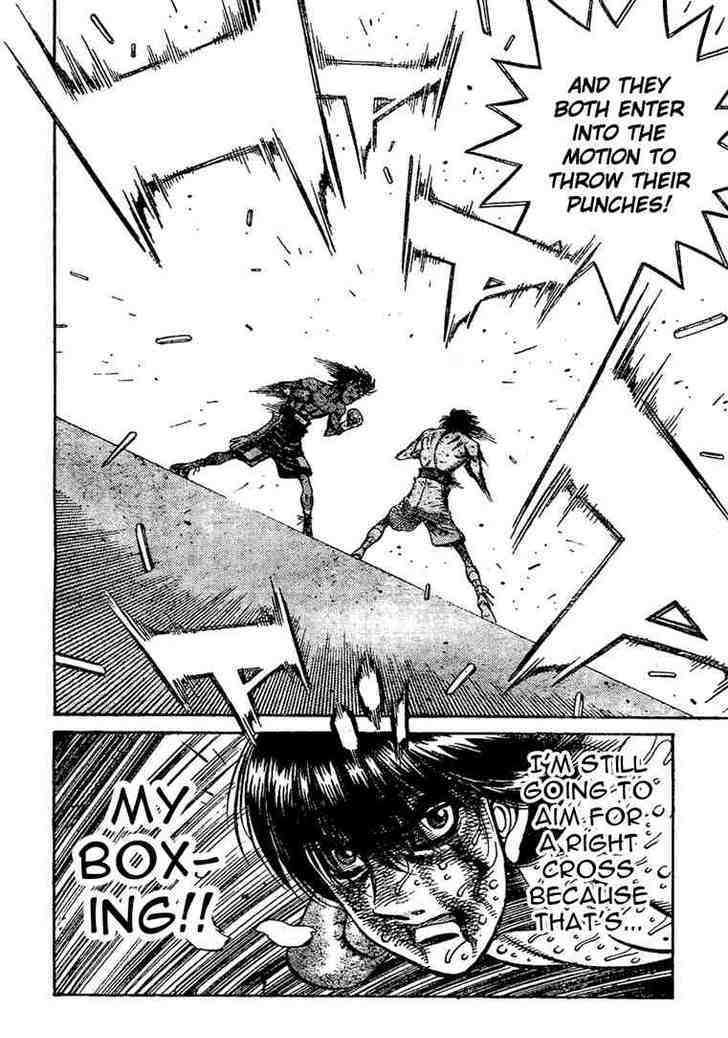 AND THEY
BOTH ENTER
INTO THE
MOTION TO
THROW THEIR
PUNCHES!
I'M STILL
GOING TO
AIM FOR
A RIGHT
CROSS
BECAUSE
THAT'S...
MY
BOX-
ING!!